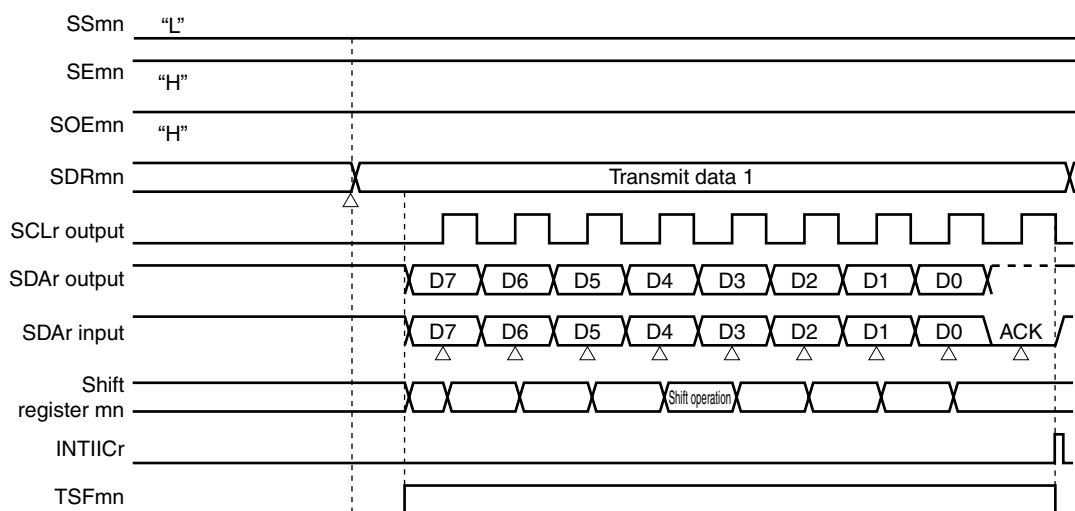 SSmn “L”
SEmn “H”
SOEmn “H”
SDRmn Transmit data 1
SCLr output
SDAr output D7 D6 D5 D4 D3 D2 D1 D0
SDAr input D7 D6 D5 D4 D3 D2 D1 D0 ACK
Shift
register mn Shift operation
INTIICr
TSFmn